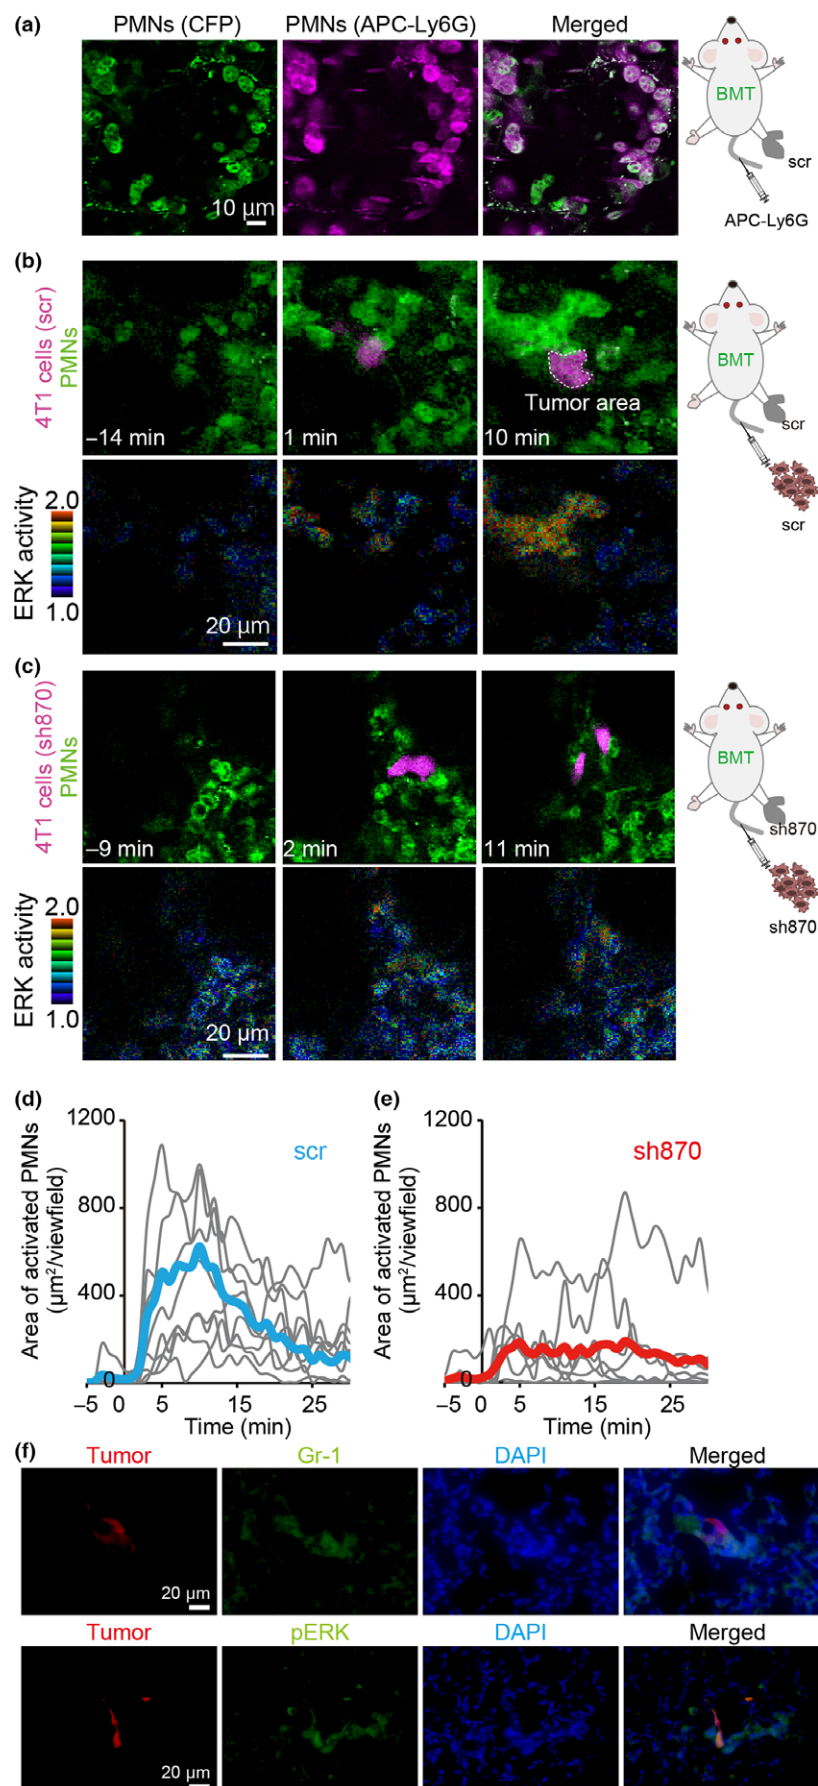 (a)
PMNs (CFP)
PMNs (APC-Ly6G)
Merged
10 µm
BMT
scr
APC-Ly6G
(b)
4T1 cells (scr)
PMNs
–14 min
1 min
10 min
Tumor area
BMT
scr
scr
ERK activity
2.0
1.0
20 µm
(c)
4T1 cells (sh870)
PMNs
–9 min
2 min
11 min
BMT
sh870
sh870
ERK activity
2.0
1.0
20 µm
(d)
Area of activated PMNs
(µm²/viewfield)
1200
800
400
0
scr
–5 0 5 15 25
Time (min)
(e)
Area of activated PMNs
(µm²/viewfield)
1200
800
400
0
sh870
–5 0 5 15 25
Time (min)
(f)
Tumor
Gr-1
DAPI
Merged
20 µm
Tumor
pERK
DAPI
Merged
20 µm